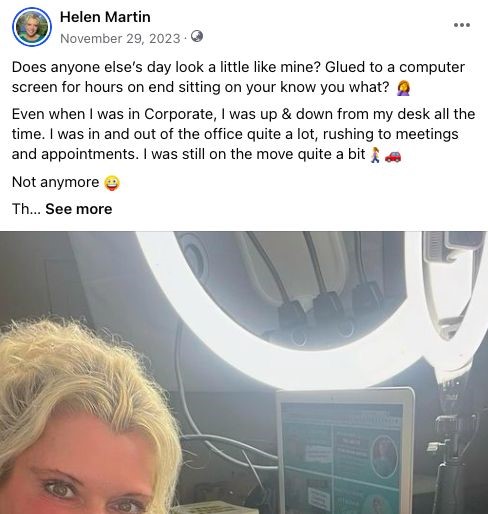 Helen Martin
November 29, 2023 ·
Does anyone else's day look a little like mine? Glued to a computer
screen for hours on end sitting on your know you what? 🤦‍♀️
Even when I was in Corporate, I was up & down from my desk all the
time. I was in and out of the office quite a lot, rushing to meetings
and appointments. I was still on the move quite a bit 🚶‍♀️🚗
Not anymore 😜
Th... See more